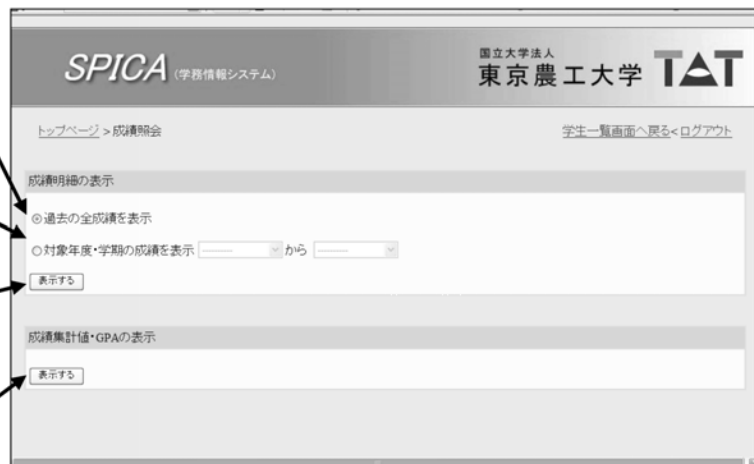 SPICA (学務情報システム)
国立大学法人
東京農工大学 TAT
トップページ > 成績照会 学生一覧画面へ戻る<ログアウト
成績明細の表示
過去の全成績を表示
対象年度・学期の成績を表示 ------ から ------
表示する
成績集計値・GPAの表示
表示する